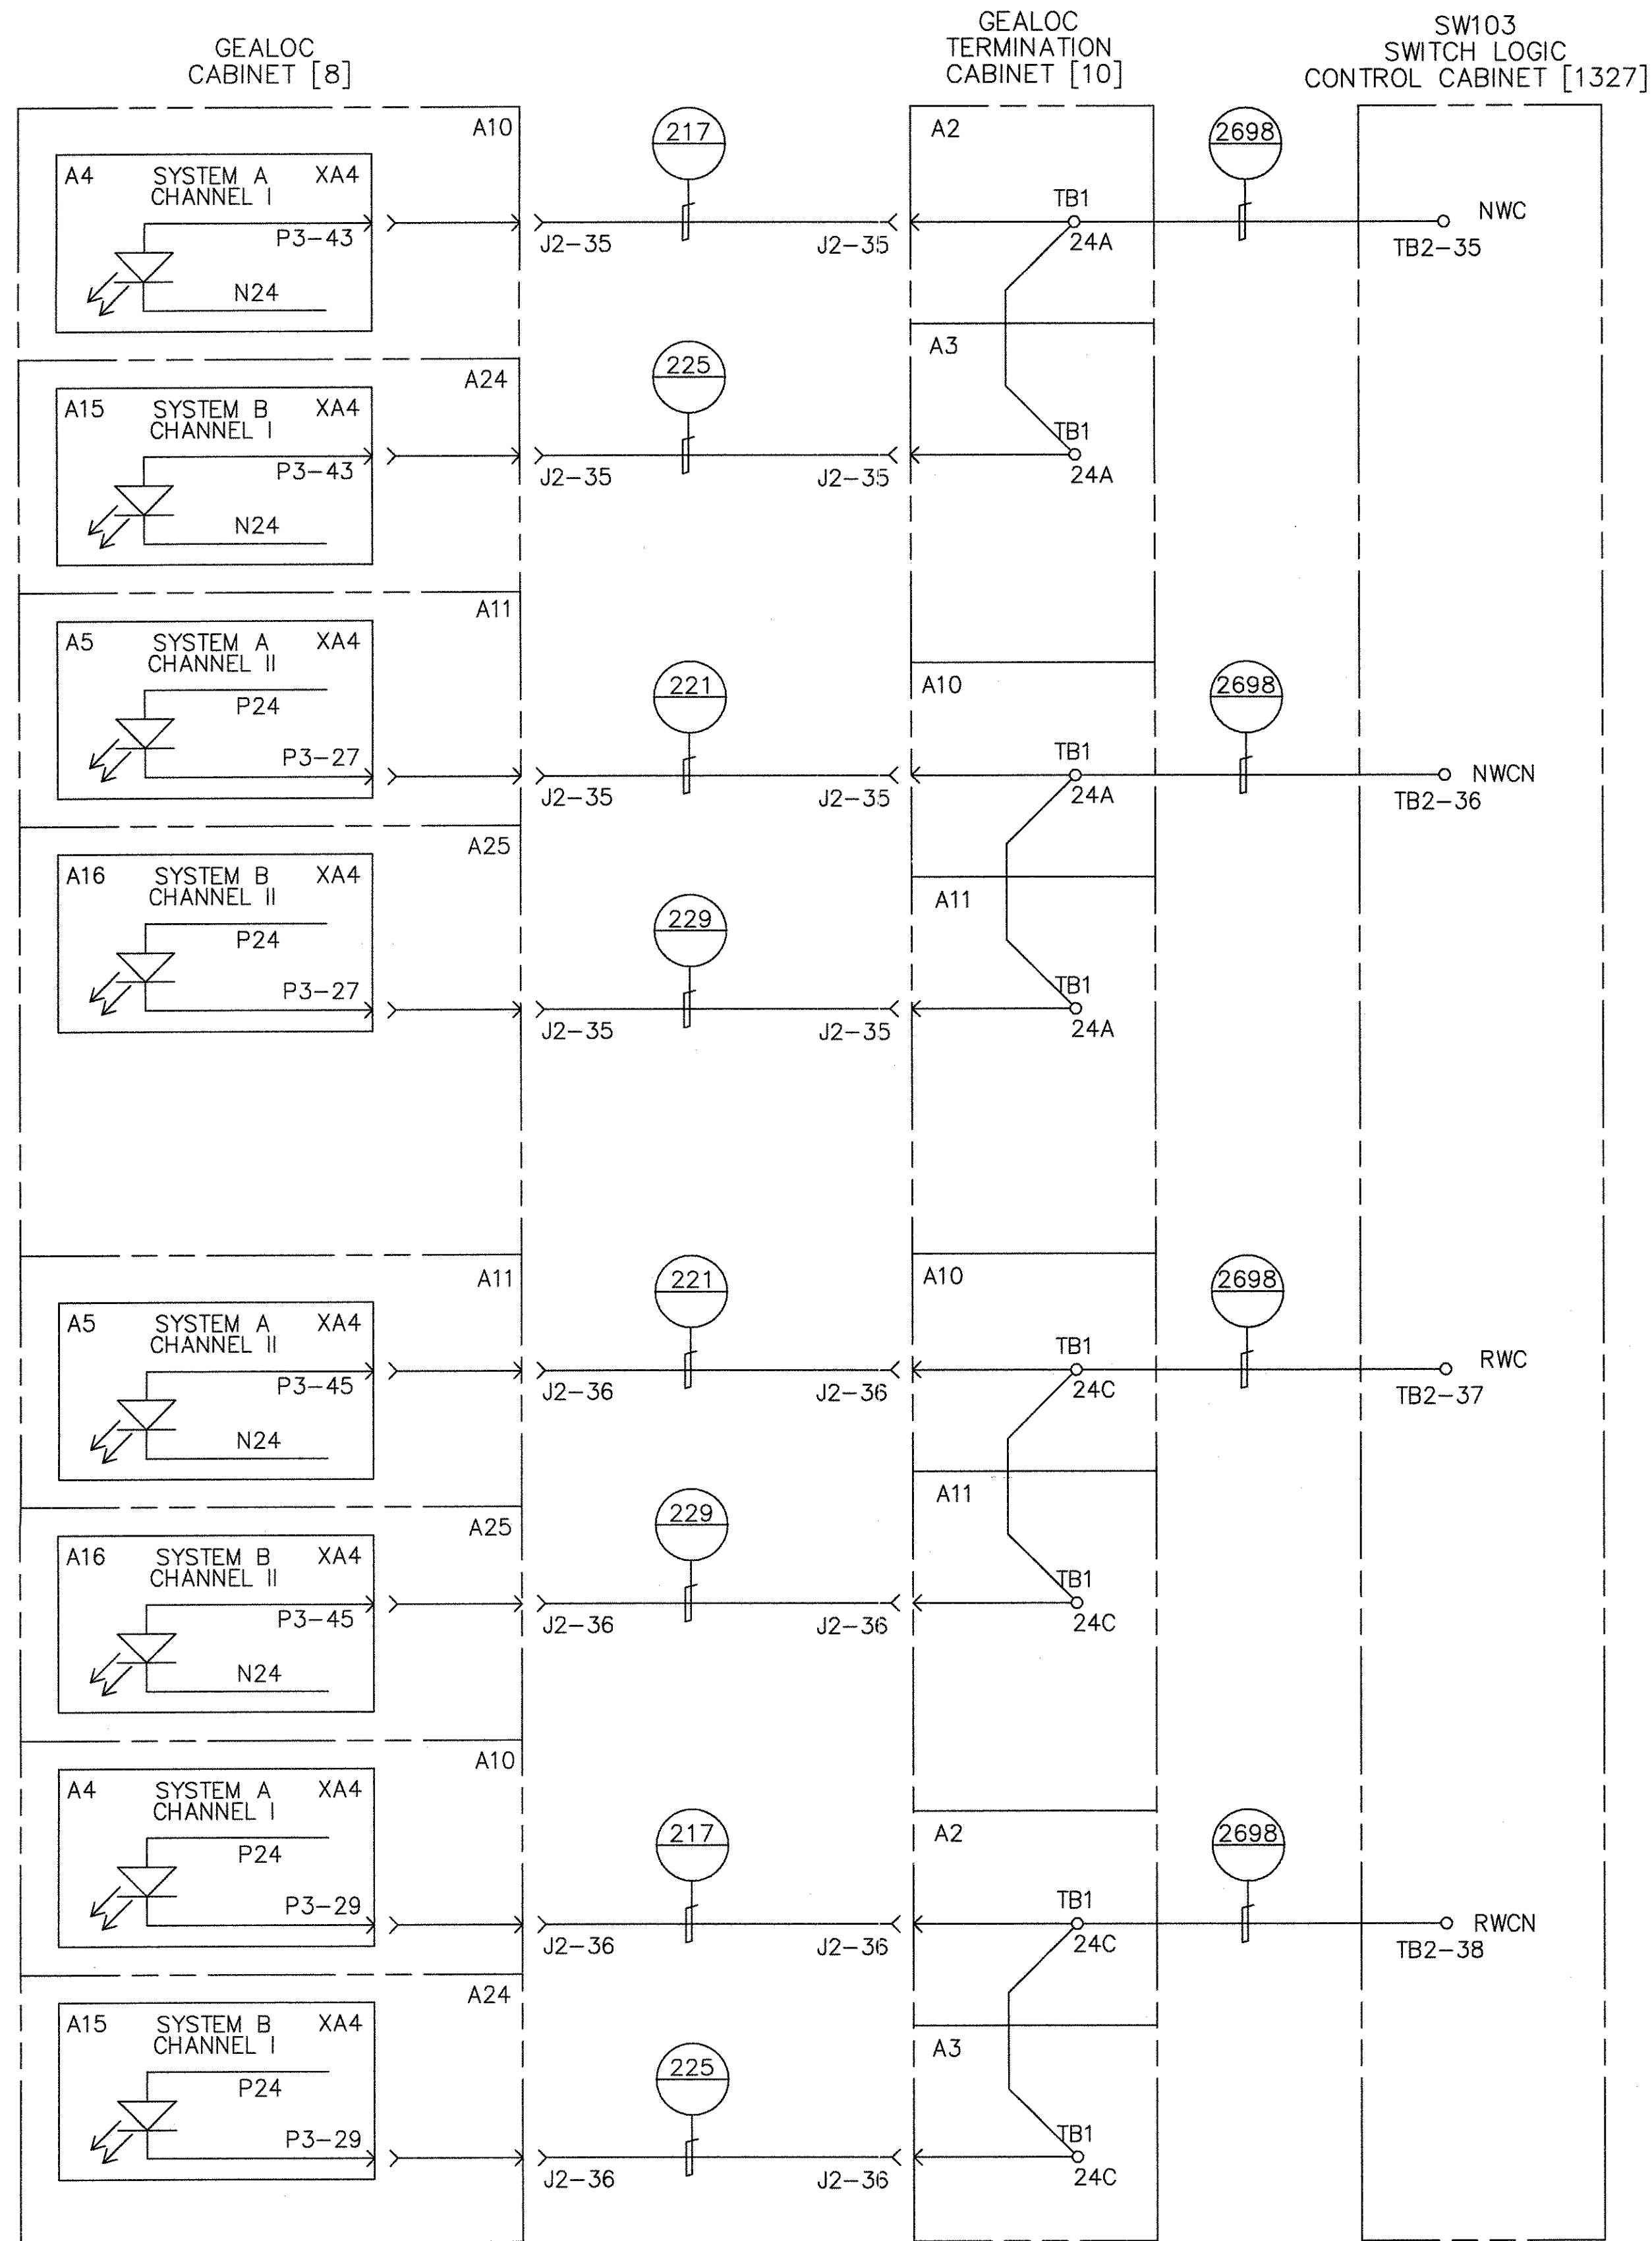 GEALOC
CABINET [8]
GEALOC
TERMINATION
CABINET [10]
SW103
SWITCH LOGIC
CONTROL CABINET [1327]
A10
217
A2
2698
A4 SYSTEM A XA4
CHANNEL I
P3-43
J2-35
J2-35
TB1
24A
NWC
TB2-35
N24
A3
A24
225
A15 SYSTEM B XA4
CHANNEL I
P3-43
J2-35
J2-35
TB1
24A
N24
A11
A5 SYSTEM A XA4
CHANNEL II
221
A10
2698
P24
P3-27
J2-35
J2-35
TB1
24A
NWCN
TB2-36
A25
A16 SYSTEM B XA4
CHANNEL II
229
A11
P24
P3-27
J2-35
J2-35
TB1
24A
A11
221
A10
2698
A5 SYSTEM A XA4
CHANNEL II
P3-45
J2-36
J2-36
TB1
24C
RWC
TB2-37
N24
A11
A25
229
A16 SYSTEM B XA4
CHANNEL II
P3-45
J2-36
J2-36
TB1
24C
N24
A10
A4 SYSTEM A XA4
CHANNEL I
217
A2
2698
P24
P3-29
J2-36
J2-36
TB1
24C
RWCN
TB2-38
A24
A15 SYSTEM B XA4
CHANNEL I
225
A3
P24
P3-29
J2-36
J2-36
TB1
24C